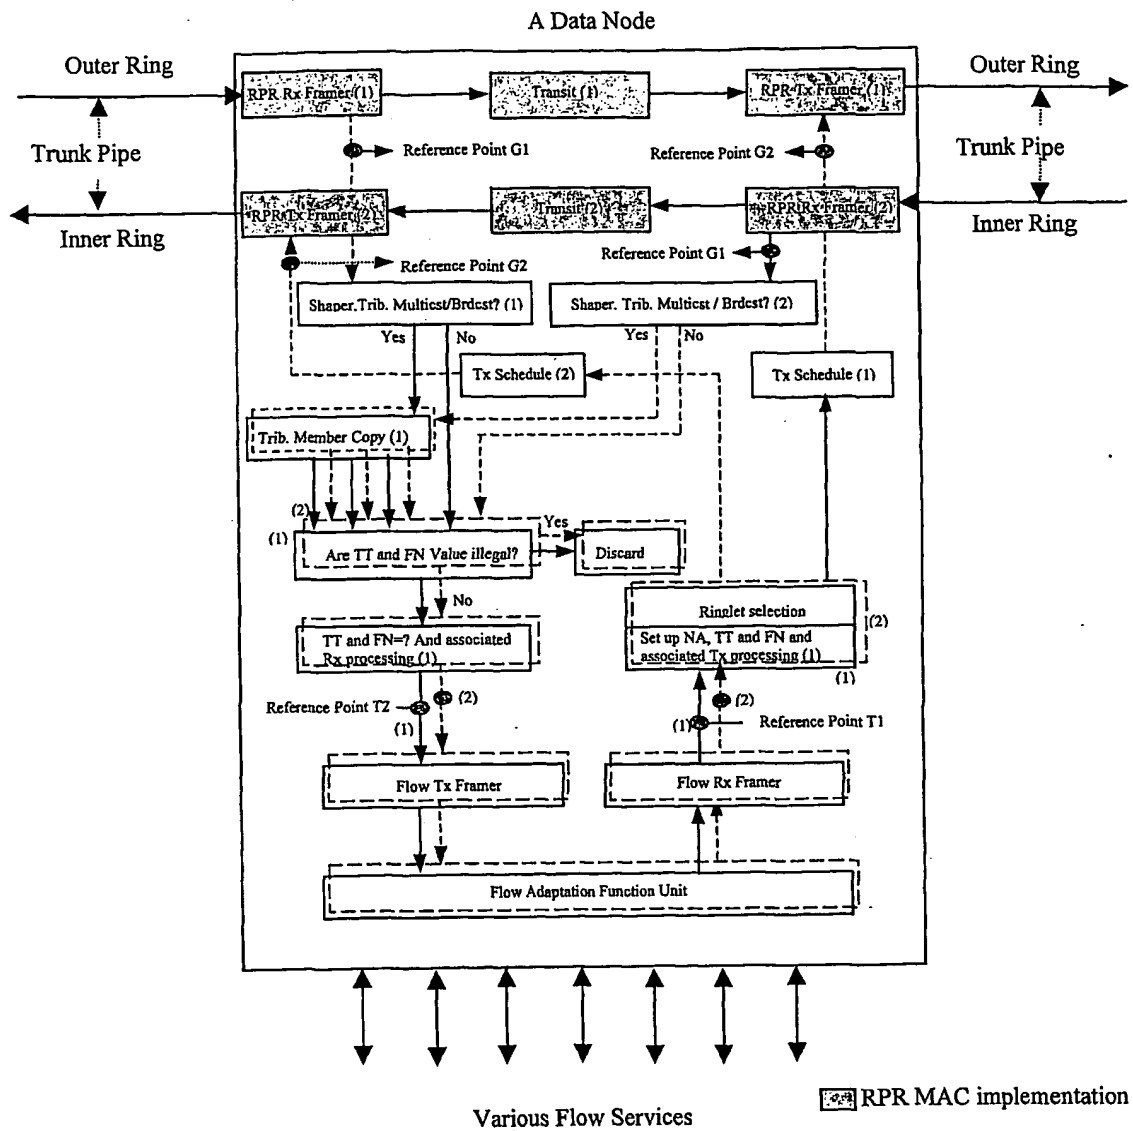 A Data Node
Outer Ring
Outer Ring
RPR Rx Framer (1)
Transit (1)
RPR Tx Framer (1)
Trunk Pipe
Reference Point G1
Reference Point G2
Trunk Pipe
RPR Tx Framer (2)
Transit (2)
RPR Rx Framer (2)
Inner Ring
Inner Ring
Reference Point G2
Reference Point G1
Shaper.Trib. Multicst/Brdcst? (1)
Shaper. Trib. Multicst / Brdcst? (2)
Yes
No
Yes
No
Tx Schedule (2)
Tx Schedule (1)
Trib. Member Copy (1)
(2)
(1)
Yes
Are TT and FN Value illegal?
Discard
No
Ringlet selection
(2)
TT and FN=? And associated
Rx processing (1)
Set up NA, TT and FN and
associated Tx processing (1)
(1)
(2)
(2)
Reference Point T2
(1)
(1)
Reference Point T1
Flow Tx Framer
Flow Rx Framer
Flow Adaptation Function Unit
RPR MAC implementation
Various Flow Services